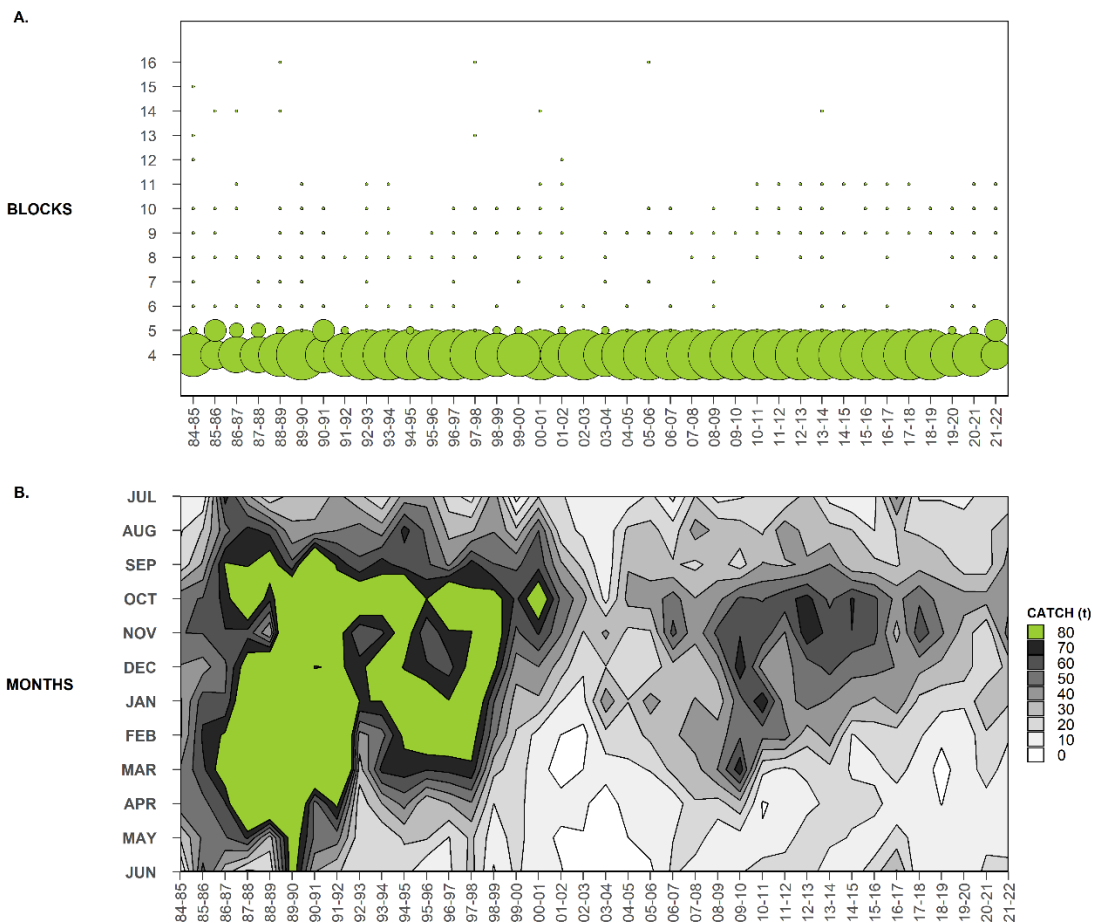 A.
16
15
14
13
12
11
10
9
8
7
6
5
4
BLOCKS
84-85 85-86 86-87 87-88 88-89 89-90 90-91 91-92 92-93 93-94 94-95 95-96 96-97 97-98 98-99 99-00 00-01 01-02 02-03 03-04 04-05 05-06 06-07 07-08 08-09 09-10 10-11 11-12 12-13 13-14 14-15 15-16 16-17 17-18 18-19 19-20 20-21 21-22
B.
JUL
AUG
SEP
OCT
NOV
DEC
JAN
FEB
MAR
APR
MAY
JUN
MONTHS
CATCH (t)
80
70
60
50
40
30
20
10
0
84-85 85-86 86-87 87-88 88-89 89-90 90-91 91-92 92-93 93-94 94-95 95-96 96-97 97-98 98-99 99-00 00-01 01-02 02-03 03-04 04-05 05-06 06-07 07-08 08-09 09-10 10-11 11-12 12-13 13-14 14-15 15-16 16-17 17-18 18-19 19-20 20-21 21-22